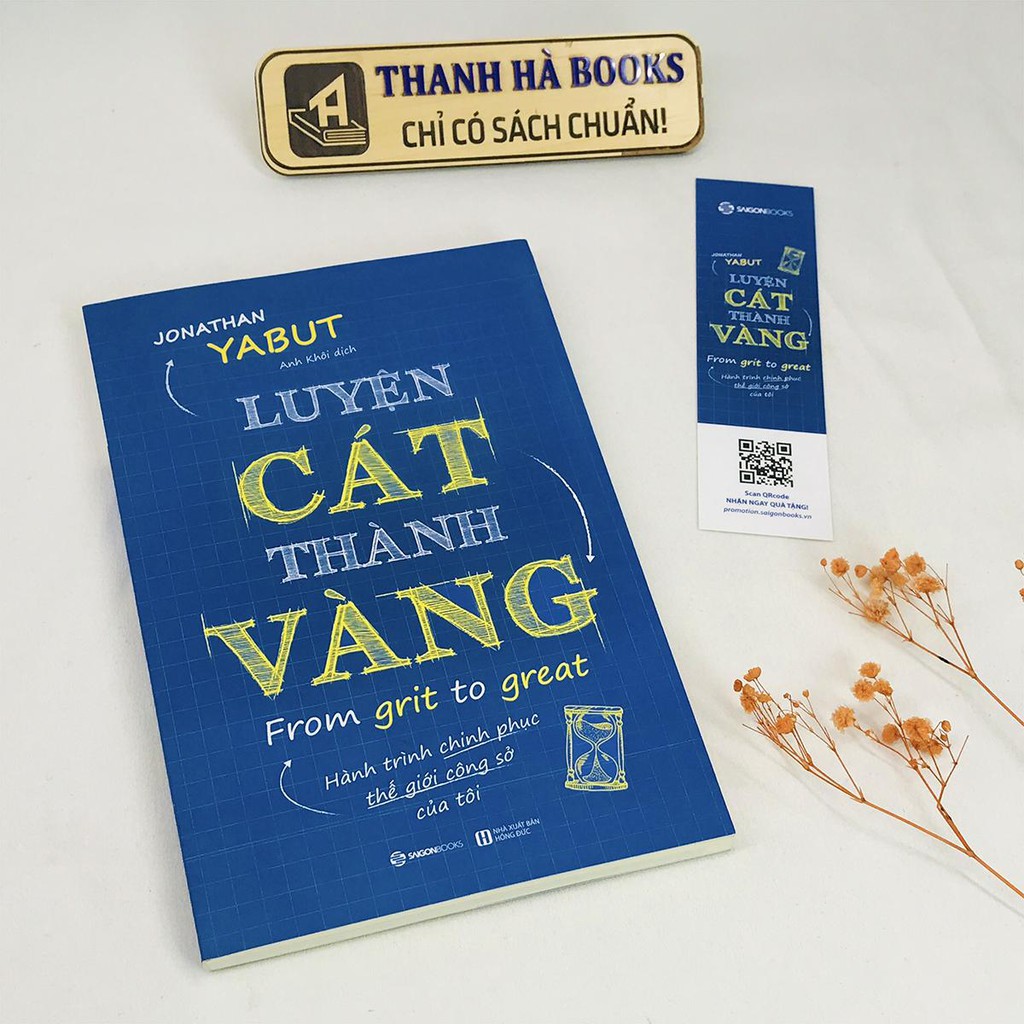 THANH HÀ BOOKS
CHỈ CÓ SÁCH CHUẨN!
JONATHAN
YABUT
Anh Khôi dịch
LUYỆN
CÁT
THÀNH
VÀNG
From grit to great
Hành trình chinh phục
thế giới công sở
của tôi
SAIGONBOOKS
NHÀ XUẤT BẢN
HỒNG ĐỨC
SAIGONBOOKS
JONATHAN
YABUT
LUYỆN
CÁT
THÀNH
VÀNG
From grit to great
Hành trình chinh phục
thế giới công sở
của tôi
Scan QRcode
NHẬN NGAY QUÀ TẶNG!
promotion.saigonbooks.vn